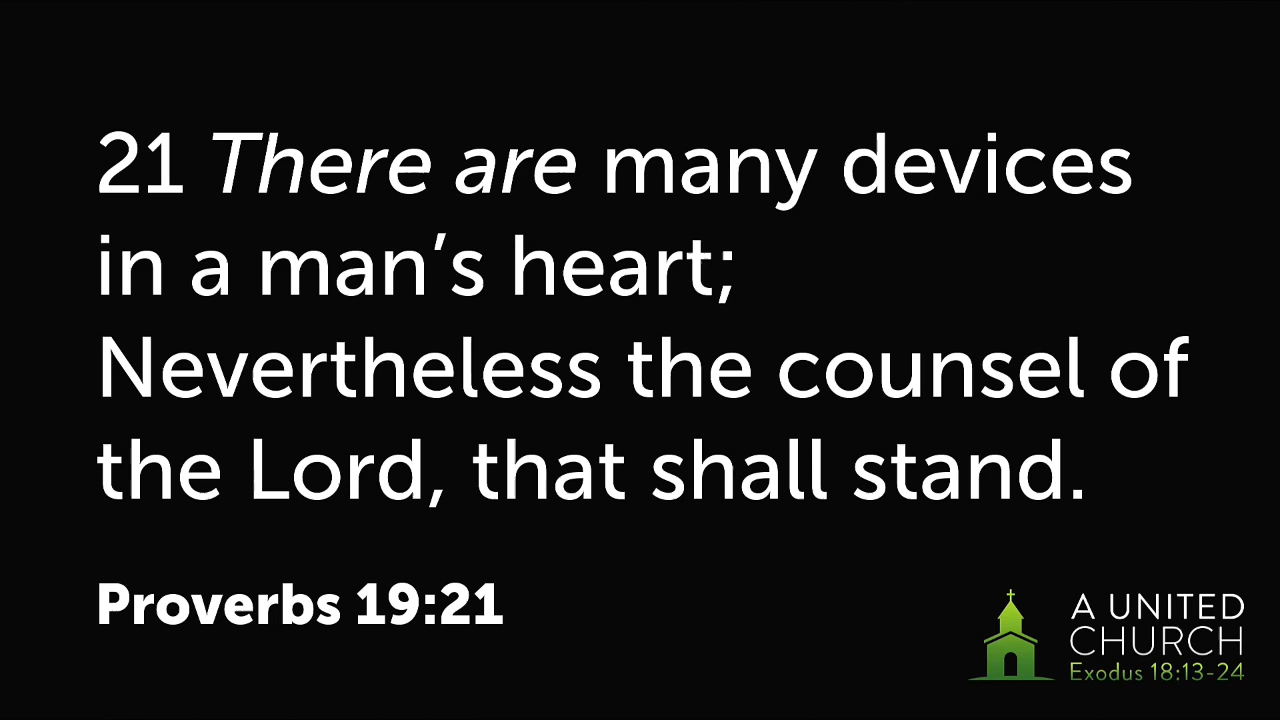 21 There are many devices
in a man’s heart;
Nevertheless the counsel of
the Lord, that shall stand.
Proverbs 19:21
A UNITED
CHURCH
Exodus 18:13-24